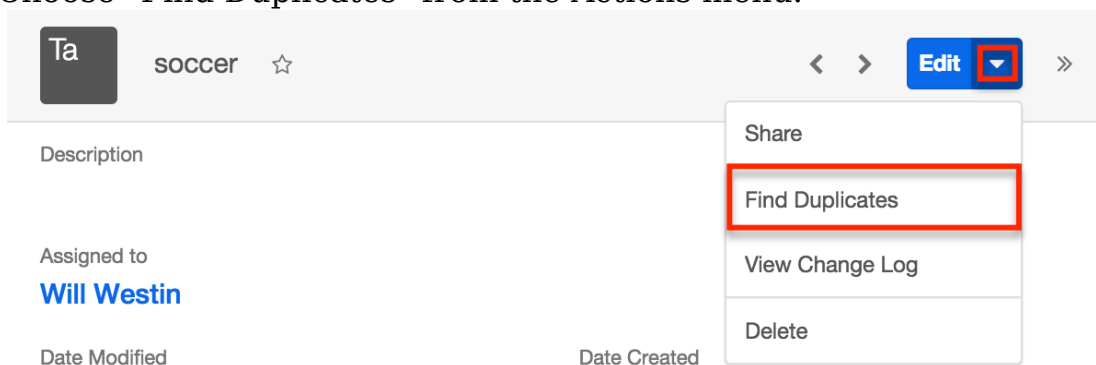 Choose "Find Duplicates" from the Actions menu.
Ta
soccer
Edit
Share
Description
Find Duplicates
Assigned to
View Change Log
Will Westin
Delete
Date Modified
Date Created